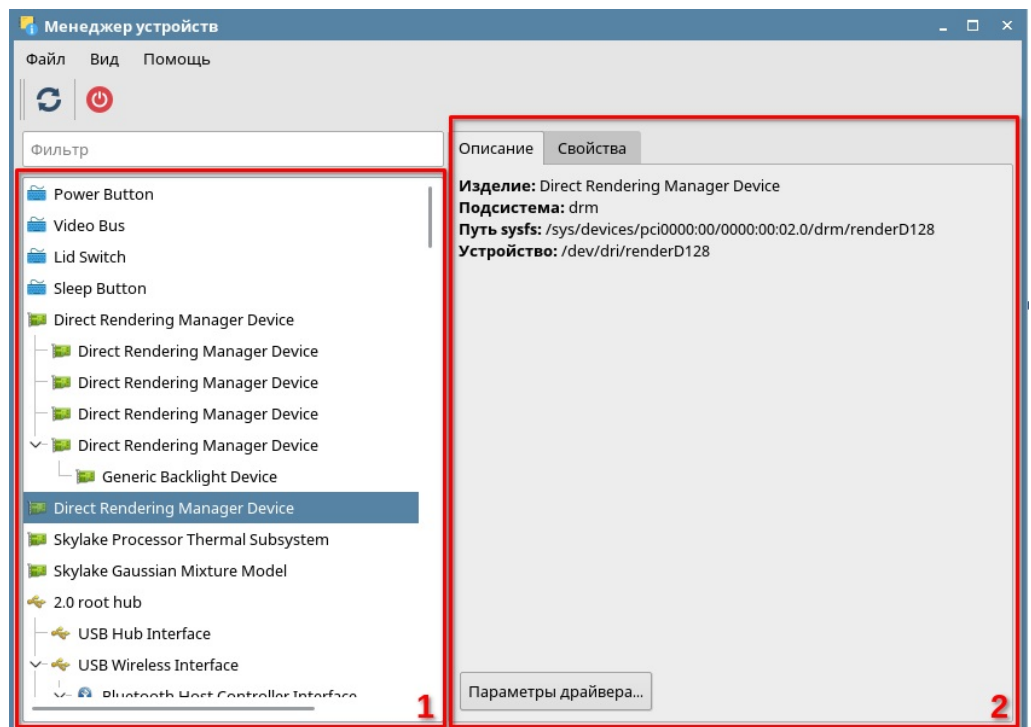 Менеджер устройств
Файл Вид Помощь
Фильтр
Power Button
Video Bus
Lid Switch
Sleep Button
Direct Rendering Manager Device
Direct Rendering Manager Device
Direct Rendering Manager Device
Direct Rendering Manager Device
Direct Rendering Manager Device
Generic Backlight Device
Direct Rendering Manager Device
Skylake Processor Thermal Subsystem
Skylake Gaussian Mixture Model
2.0 root hub
USB Hub Interface
USB Wireless Interface
Bluetooth Host Controller Interface
1
Описание Свойства
Изделие: Direct Rendering Manager Device
Подсистема: drm
Путь sysfs: /sys/devices/pci0000:00/0000:00:02.0/drm/renderD128
Устройство: /dev/dri/renderD128
Параметры драйвера...
2